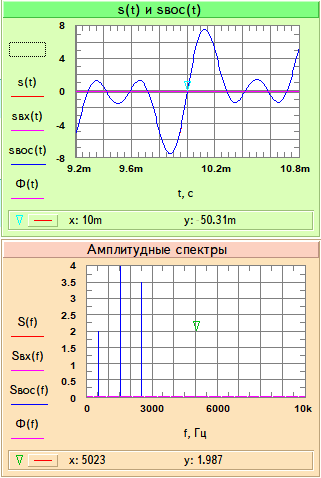 s(t) и sвос(t)
8
4
0
-4
-8
9.2m 9.6m 10.2m 10.8m
t, с
s(t)
sвх(t)
sвос(t)
Ф(t)
x: 10m y: -50.31m
Амплитудные спектры
4
3.5
3
2.5
2
1.5
1
0.5
0
0 3000 6000 10k
f, Гц
S(f)
Sвх(f)
Sвос(f)
Ф(f)
x: 5023 y: 1.987